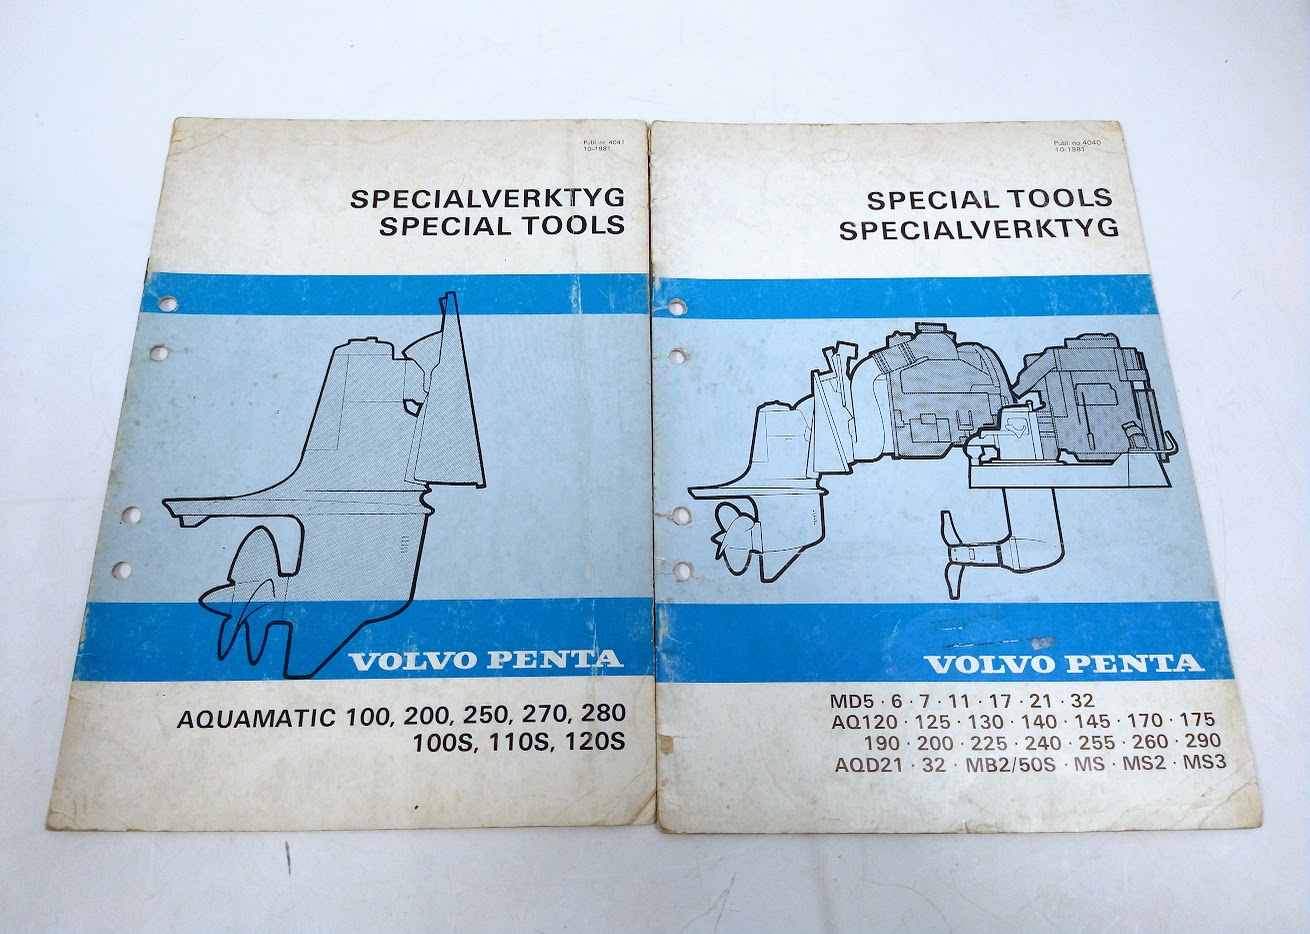 Publ. nr. 4041
10-1981
SPECIALVERKTYG
SPECIAL TOOLS
VOLVO PENTA
AQUAMATIC 100, 200, 250, 270, 280
100S, 110S, 120S
Publ. no 4040
10-1981
SPECIAL TOOLS
SPECIALVERKTYG
VOLVO PENTA
MD5 · 6 · 7 · 11 · 17 · 21 · 32
AQ120 · 125 · 130 · 140 · 145 · 170 · 175
190 · 200 · 225 · 240 · 255 · 260 · 290
AQD21 · 32 · MB2/50S · MS · MS2 · MS3